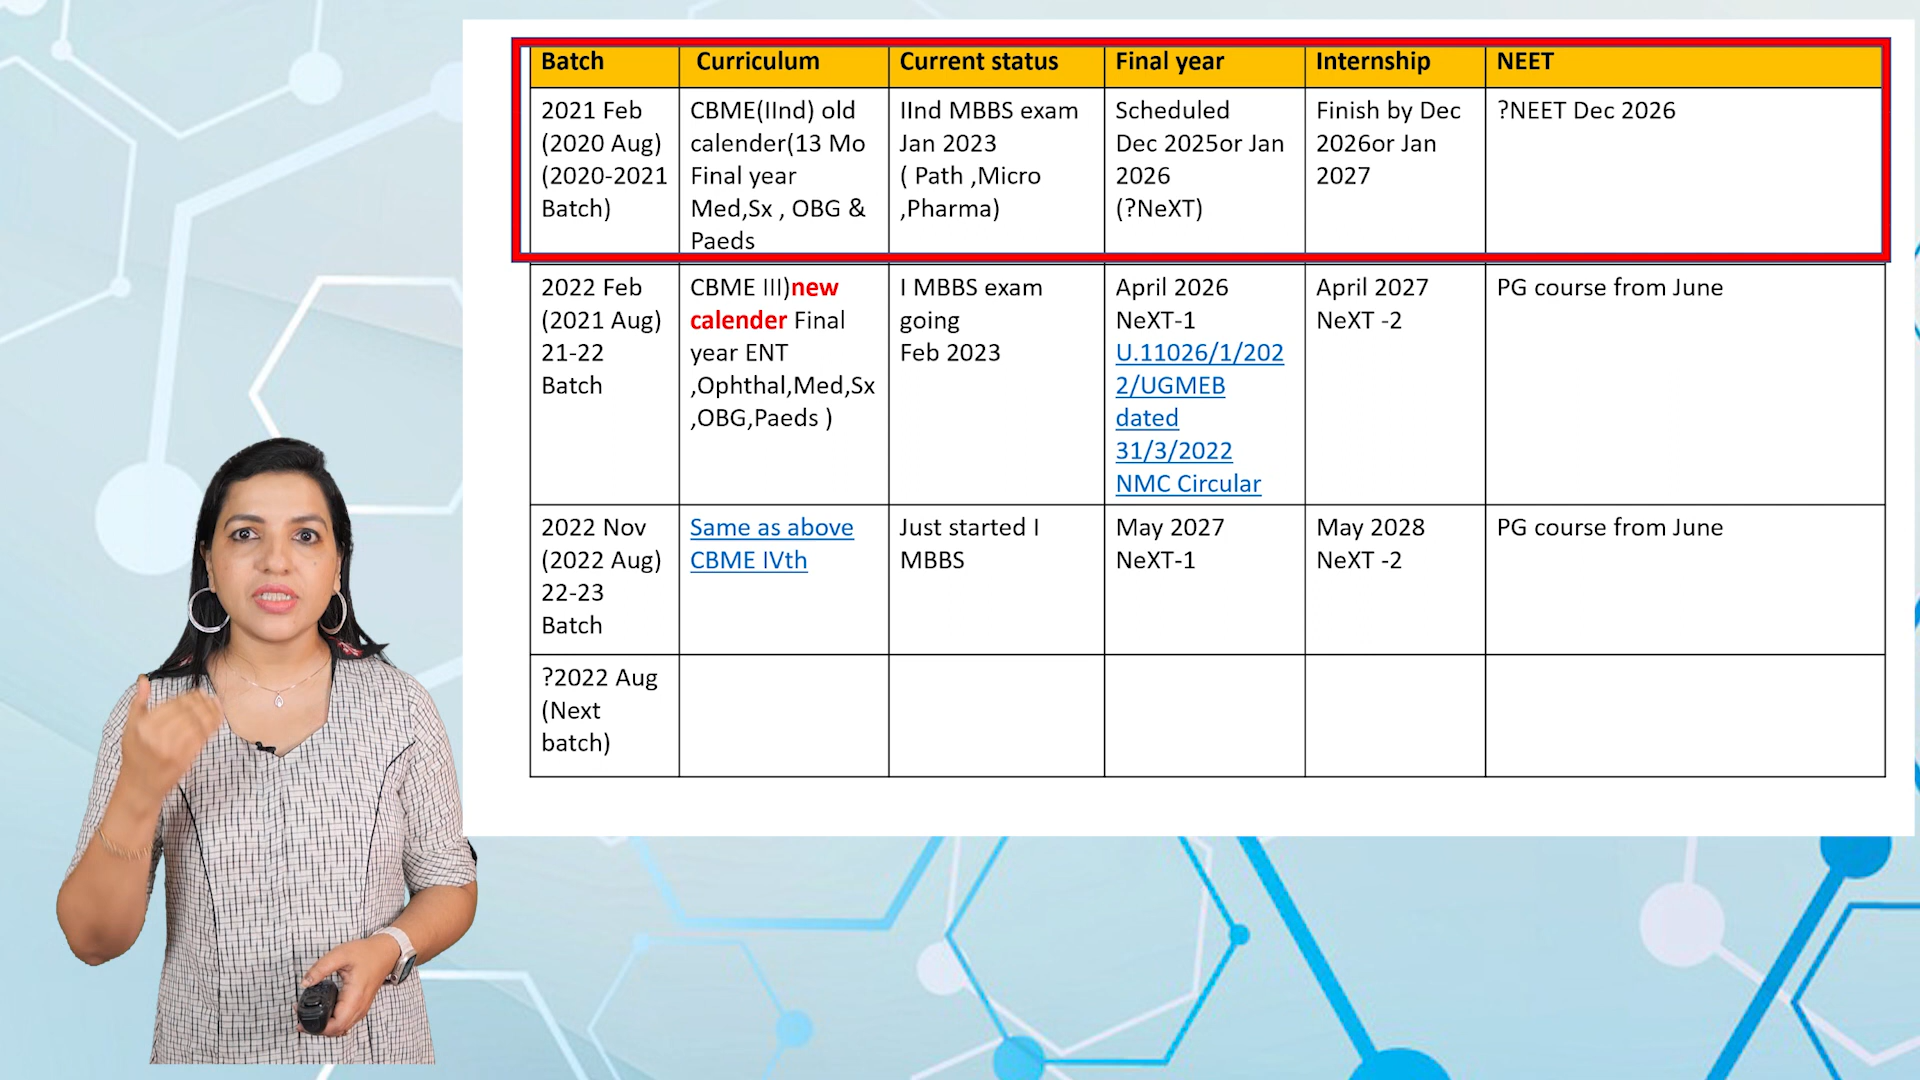 Batch
Curriculum
Current status
Final year
Internship
NEET
2021 Feb
(2020 Aug)
(2020-2021
Batch)
CBME(IInd) old
calender(13 Mo
Final year
Med,Sx , OBG &
Paeds
IInd MBBS exam
Jan 2023
( Path ,Micro
,Pharma)
Scheduled
Dec 2025or Jan
2026
(?NeXT)
Finish by Dec
2026or Jan
2027
?NEET Dec 2026
2022 Feb
(2021 Aug)
21-22
Batch
CBME III)new
calender Final
year ENT
,Ophthal,Med,Sx
,OBG,Paeds )
I MBBS exam
going
Feb 2023
April 2026
NeXT-1
U.11026/1/202
2/UGMEB
dated
31/3/2022
NMC Circular
April 2027
NeXT -2
PG course from June
2022 Nov
(2022 Aug)
22-23
Batch
Same as above
CBME IVth
Just started I
MBBS
May 2027
NeXT-1
May 2028
NeXT -2
PG course from June
?2022 Aug
(Next
batch)